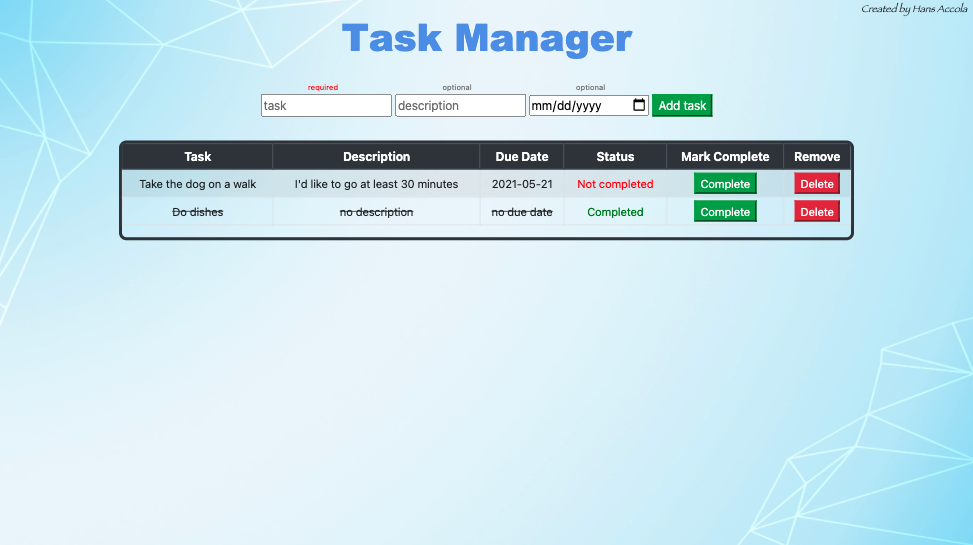 Created by Hans Accola
Task Manager
required optional optional
task description mm/dd/yyyy Add task
Task Description Due Date Status Mark Complete Remove
Take the dog on a walk I'd like to go at least 30 minutes 2021-05-21 Not completed Complete Delete
Do dishes no description no due date Completed Complete Delete